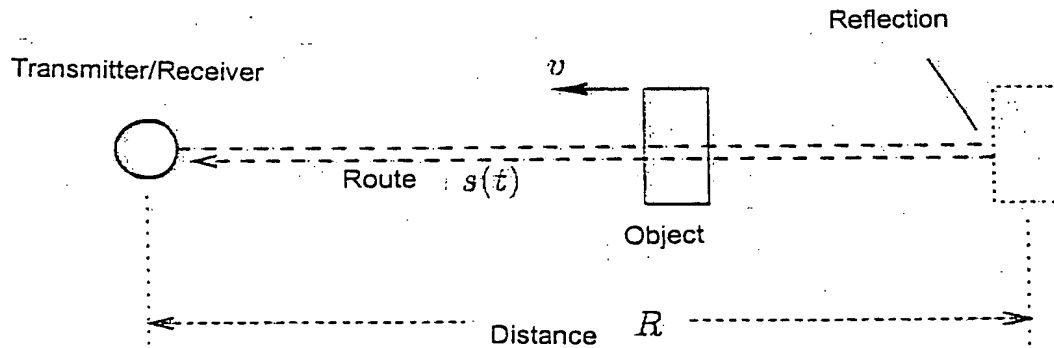 Reflection
Transmitter/Receiver
v
Route s(t)
Object
Distance R